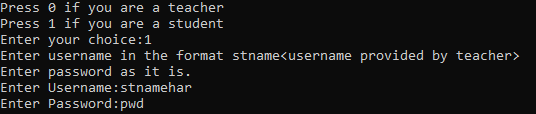 Press 0 if you are a teacher
Press 1 if you are a student
Enter your choice:1
Enter username in the format stname<username provided by teacher>
Enter password as it is.
Enter Username:stnamehar
Enter Password:pwd